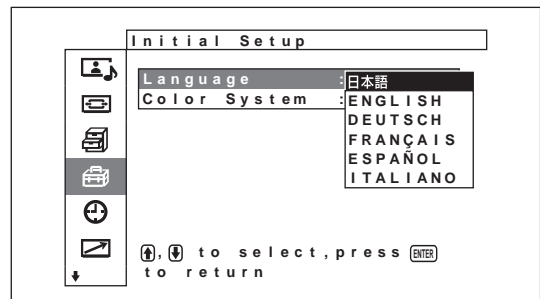 Initial Setup
Language :日本語
Color System :ENGLISH
DEUTSCH
FRANÇAIS
ESPAÑOL
ITALIANO
, to select,press ENTER
to return